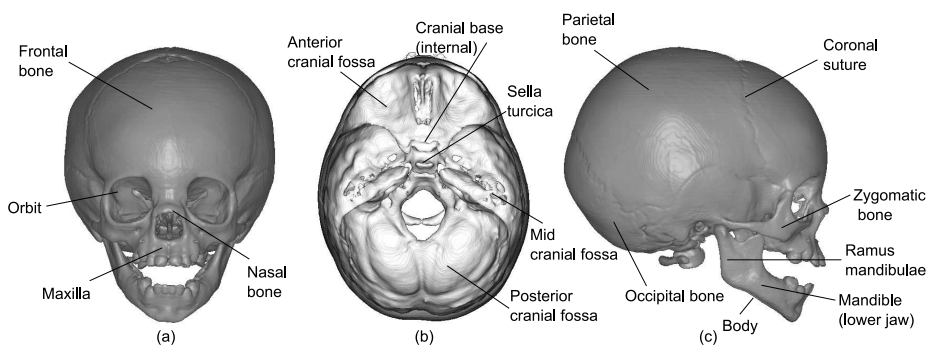 Frontal
bone
Orbit
Maxilla
Nasal
bone
(a)
Anterior
cranial fossa
Cranial base
(internal)
Sella
turcica
Mid
cranial fossa
Posterior
cranial fossa
(b)
Parietal
bone
Coronal
suture
Zygomatic
bone
Ramus
mandibulae
Occipital bone
Mandible
(lower jaw)
Body
(c)